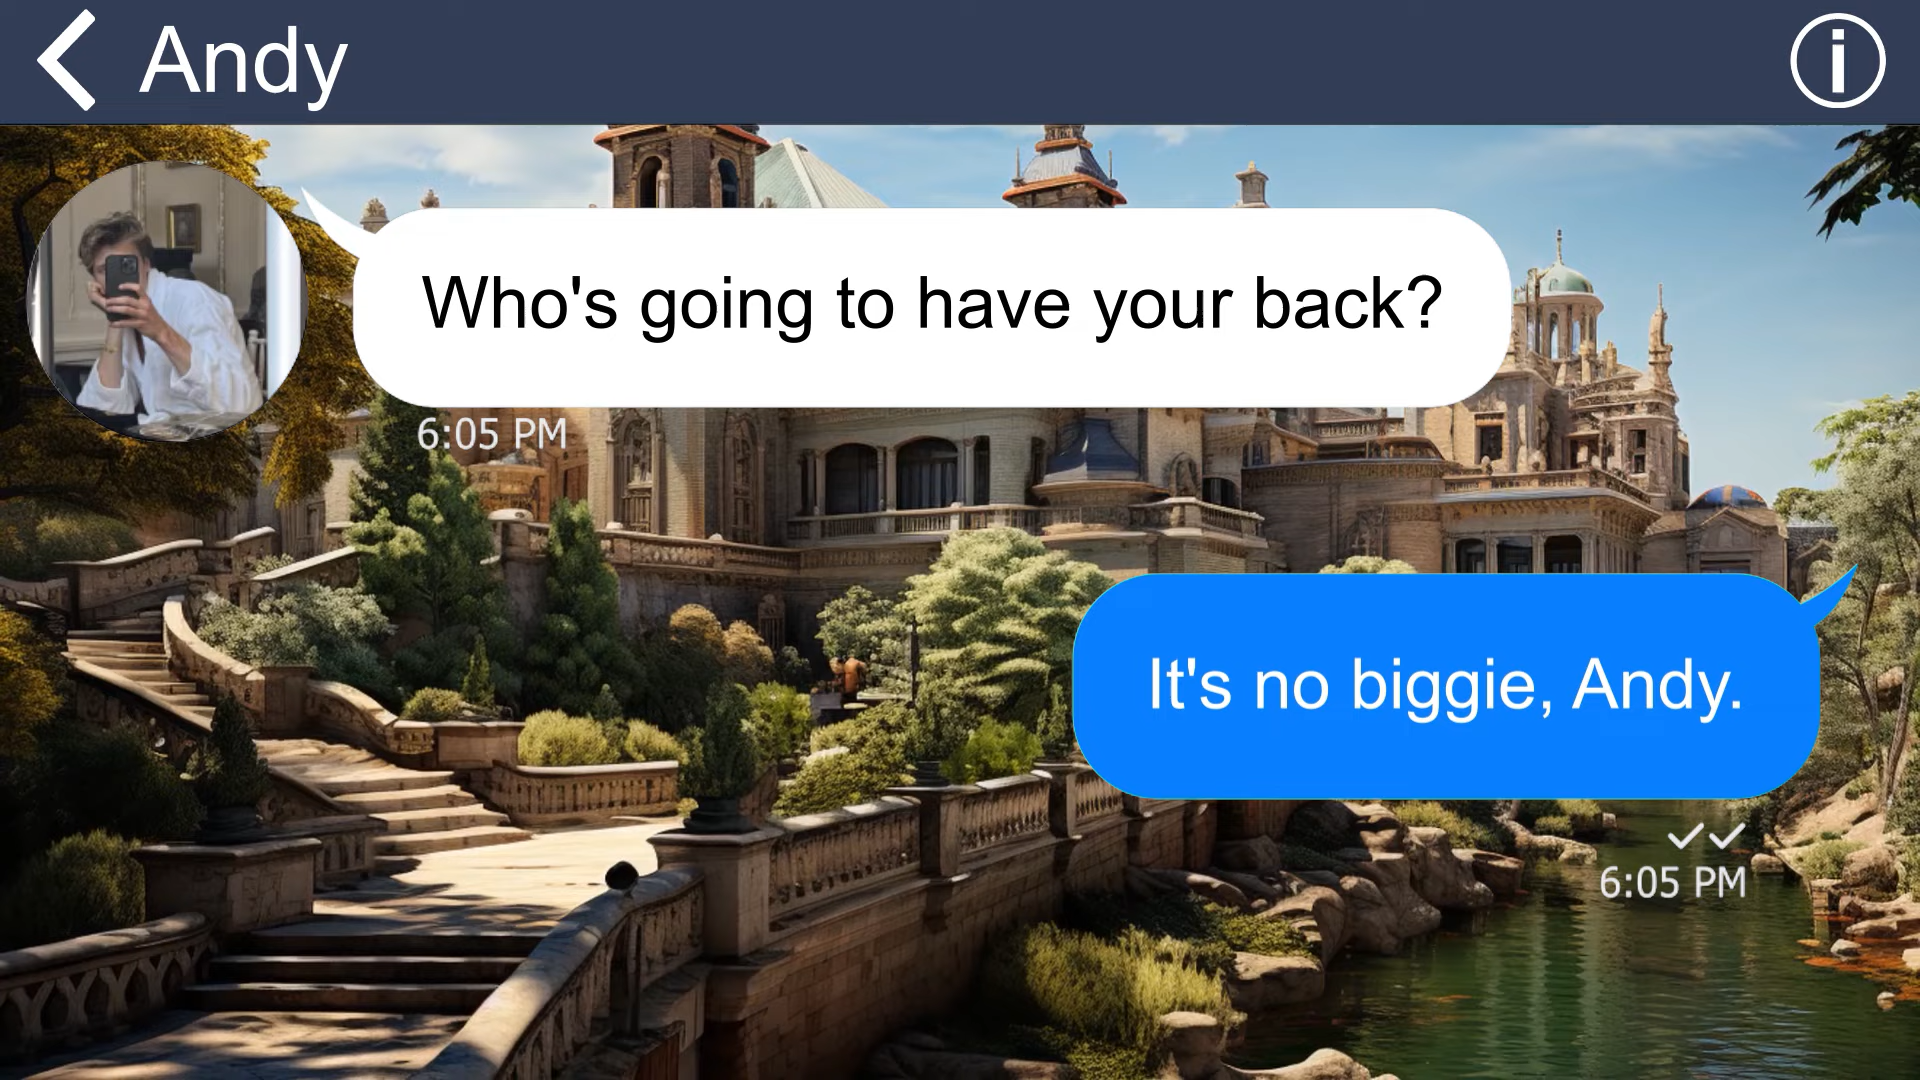 Andy
Who's going to have your back?
6:05 PM
It's no biggie, Andy.
6:05 PM